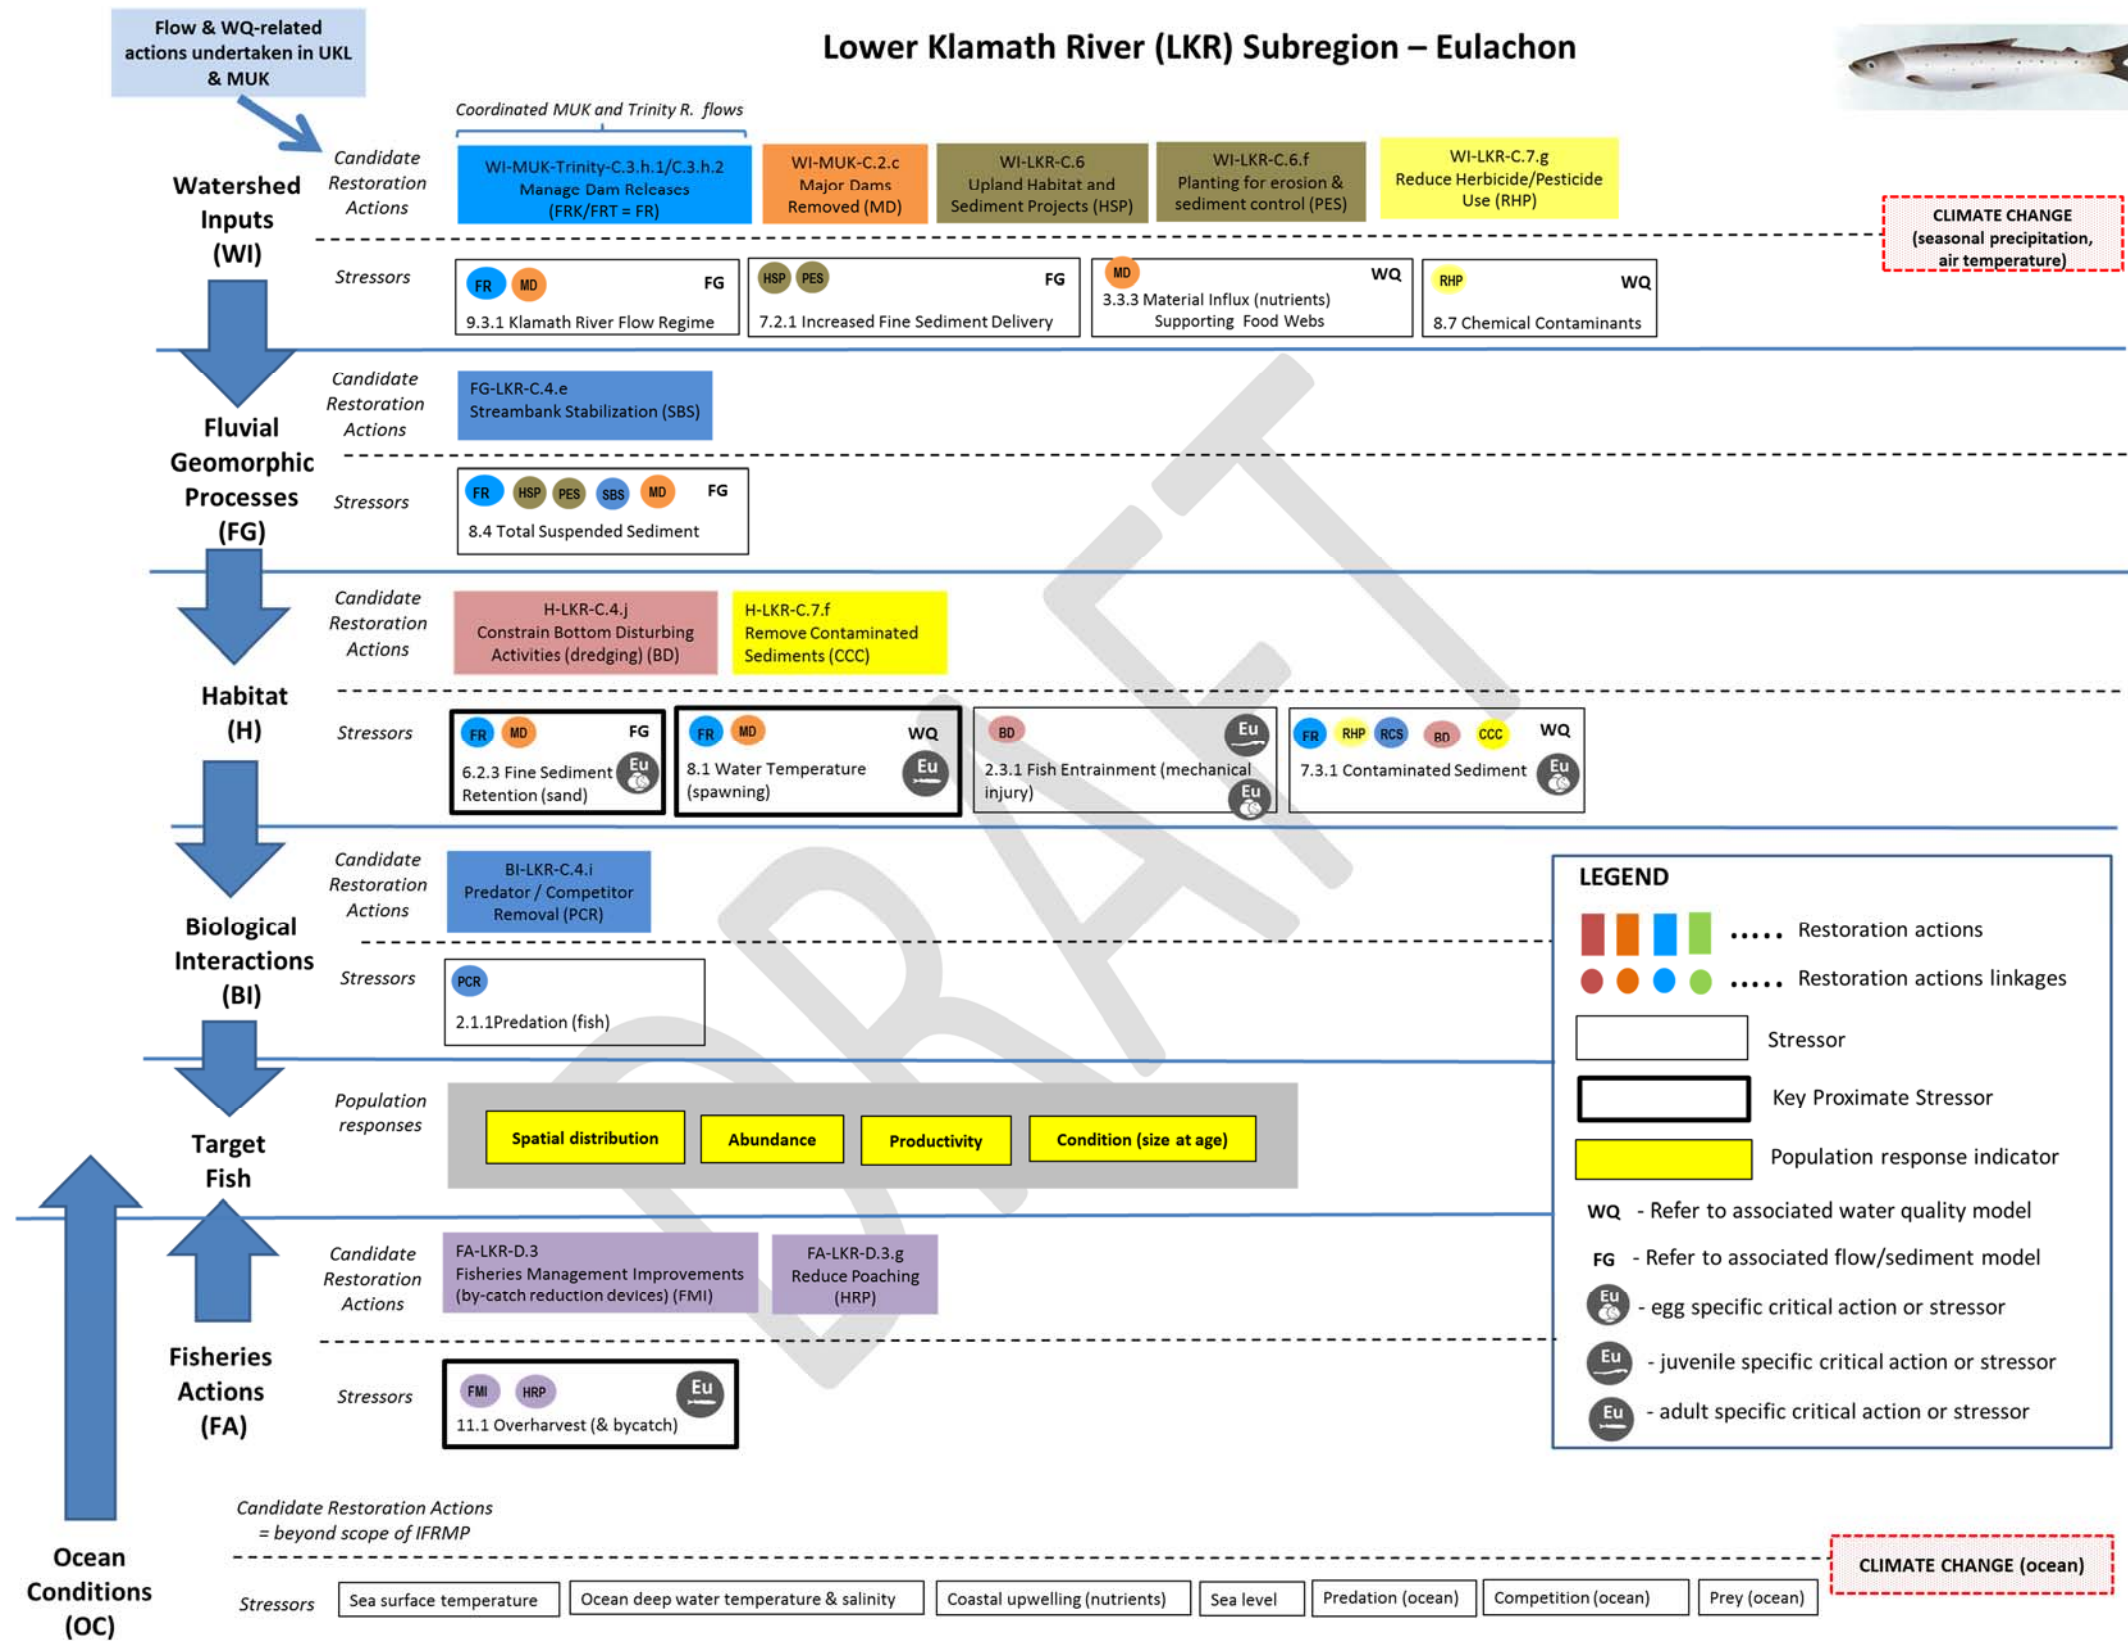 Flow & WQ-related
actions undertaken in UKL
& MUK
Lower Klamath River (LKR) Subregion – Eulachon
Coordinated MUK and Trinity R. flows
Watershed
Inputs
(WI)
Candidate
Restoration
Actions
WI-MUK-Trinity-C.3.h.1/C.3.h.2
Manage Dam Releases
(FRK/FRT = FR)
WI-MUK-C.2.c
Major Dams
Removed (MD)
WI-LKR-C.6
Upland Habitat and
Sediment Projects (HSP)
WI-LKR-C.6.f
Planting for erosion &
sediment control (PES)
WI-LKR-C.7.g
Reduce Herbicide/Pesticide
Use (RHP)
CLIMATE CHANGE
(seasonal precipitation,
air temperature)
Stressors
FR MD FG
9.3.1 Klamath River Flow Regime
HSP PES FG
7.2.1 Increased Fine Sediment Delivery
MD WQ
3.3.3 Material Influx (nutrients)
Supporting Food Webs
RHP WQ
8.7 Chemical Contaminants
Fluvial
Geomorphic
Processes
(FG)
Candidate
Restoration
Actions
FG-LKR-C.4.e
Streambank Stabilization (SBS)
Stressors
FR HSP PES SBS MD FG
8.4 Total Suspended Sediment
Habitat
(H)
Candidate
Restoration
Actions
H-LKR-C.4.j
Constrain Bottom Disturbing
Activities (dredging) (BD)
H-LKR-C.7.f
Remove Contaminated
Sediments (CCC)
Stressors
FR MD FG
6.2.3 Fine Sediment
Retention (sand)
Eu
FR MD WQ
8.1 Water Temperature
(spawning)
Eu
BD Eu
2.3.1 Fish Entrainment (mechanical
injury)
Eu
FR RHP RCS BD CCC WQ
7.3.1 Contaminated Sediment
Eu
Biological
Interactions
(BI)
Candidate
Restoration
Actions
BI-LKR-C.4.i
Predator / Competitor
Removal (PCR)
Stressors
PCR
2.1.1Predation (fish)
Target
Fish
Population
responses
Spatial distribution
Abundance
Productivity
Condition (size at age)
Fisheries
Actions
(FA)
Candidate
Restoration
Actions
FA-LKR-D.3
Fisheries Management Improvements
(by-catch reduction devices) (FMI)
FA-LKR-D.3.g
Reduce Poaching
(HRP)
Stressors
FMI HRP Eu
11.1 Overharvest (& bycatch)
LEGEND
..... Restoration actions
..... Restoration actions linkages
Stressor
Key Proximate Stressor
Population response indicator
WQ - Refer to associated water quality model
FG - Refer to associated flow/sediment model
Eu - egg specific critical action or stressor
Eu - juvenile specific critical action or stressor
Eu - adult specific critical action or stressor
Ocean
Conditions
(OC)
Candidate Restoration Actions
= beyond scope of IFRMP
CLIMATE CHANGE (ocean)
Stressors
Sea surface temperature
Ocean deep water temperature & salinity
Coastal upwelling (nutrients)
Sea level
Predation (ocean)
Competition (ocean)
Prey (ocean)
DRAFT